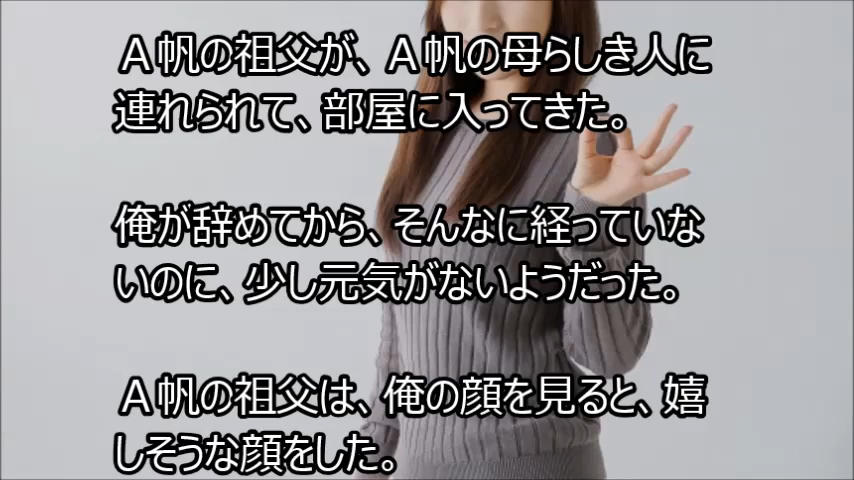 Ａ帆の祖父が、Ａ帆の母らしき人に
連れられて、部屋に入ってきた。
俺が辞めてから、そんなに経っていな
いのに、少し元気がないようだった。
Ａ帆の祖父は、俺の顔を見ると、嬉
しそうな顔をした。